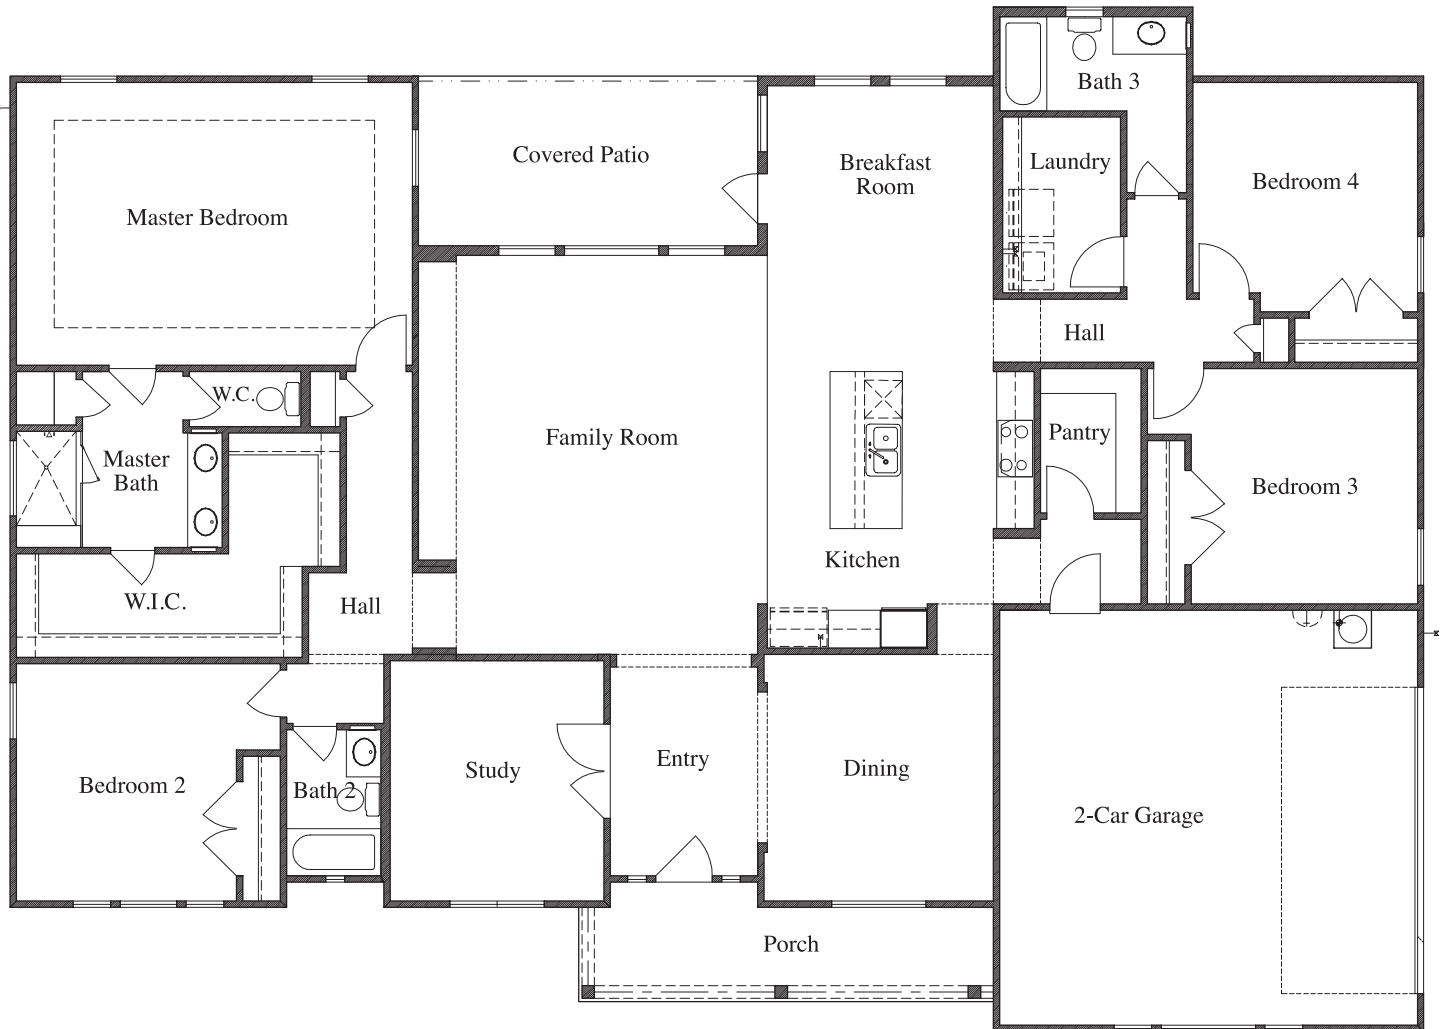 Bath 3
Covered Patio
Breakfast
Room
Laundry
Bedroom 4
Master Bedroom
Hall
W.C.
Family Room
Pantry
Master
Bath
Bedroom 3
Kitchen
W.I.C.
Hall
Bedroom 2
Bath 2
Study
Entry
Dining
2-Car Garage
Porch